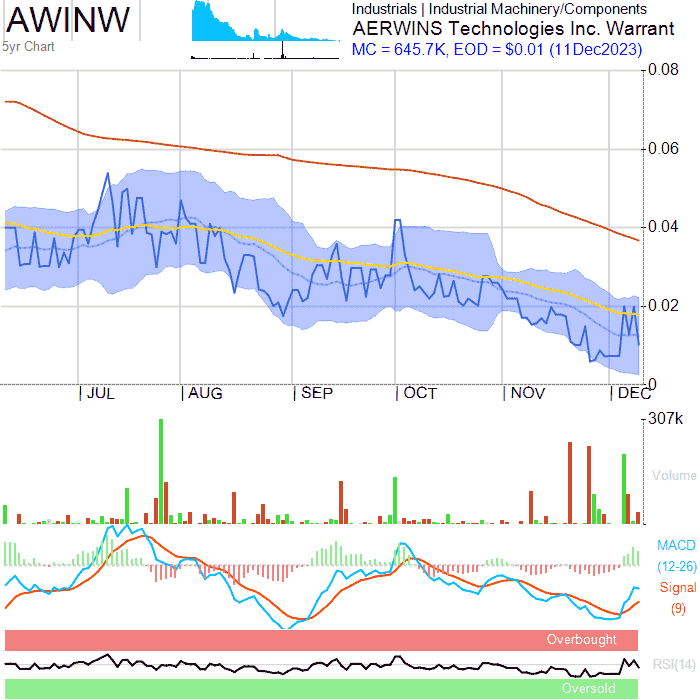 AWINW
5yr Chart
Industrials | Industrial Machinery/Components
AERWINS Technologies Inc. Warrant
MC = 645.7K, EOD = $0.01 (11Dec2023)
0.08
0.06
0.04
0.02
0
| JUL | AUG | SEP | OCT | NOV | DEC
307k
Volume
MACD
(12-26)
Signal
(9)
Overbought
RSI(14)
Oversold